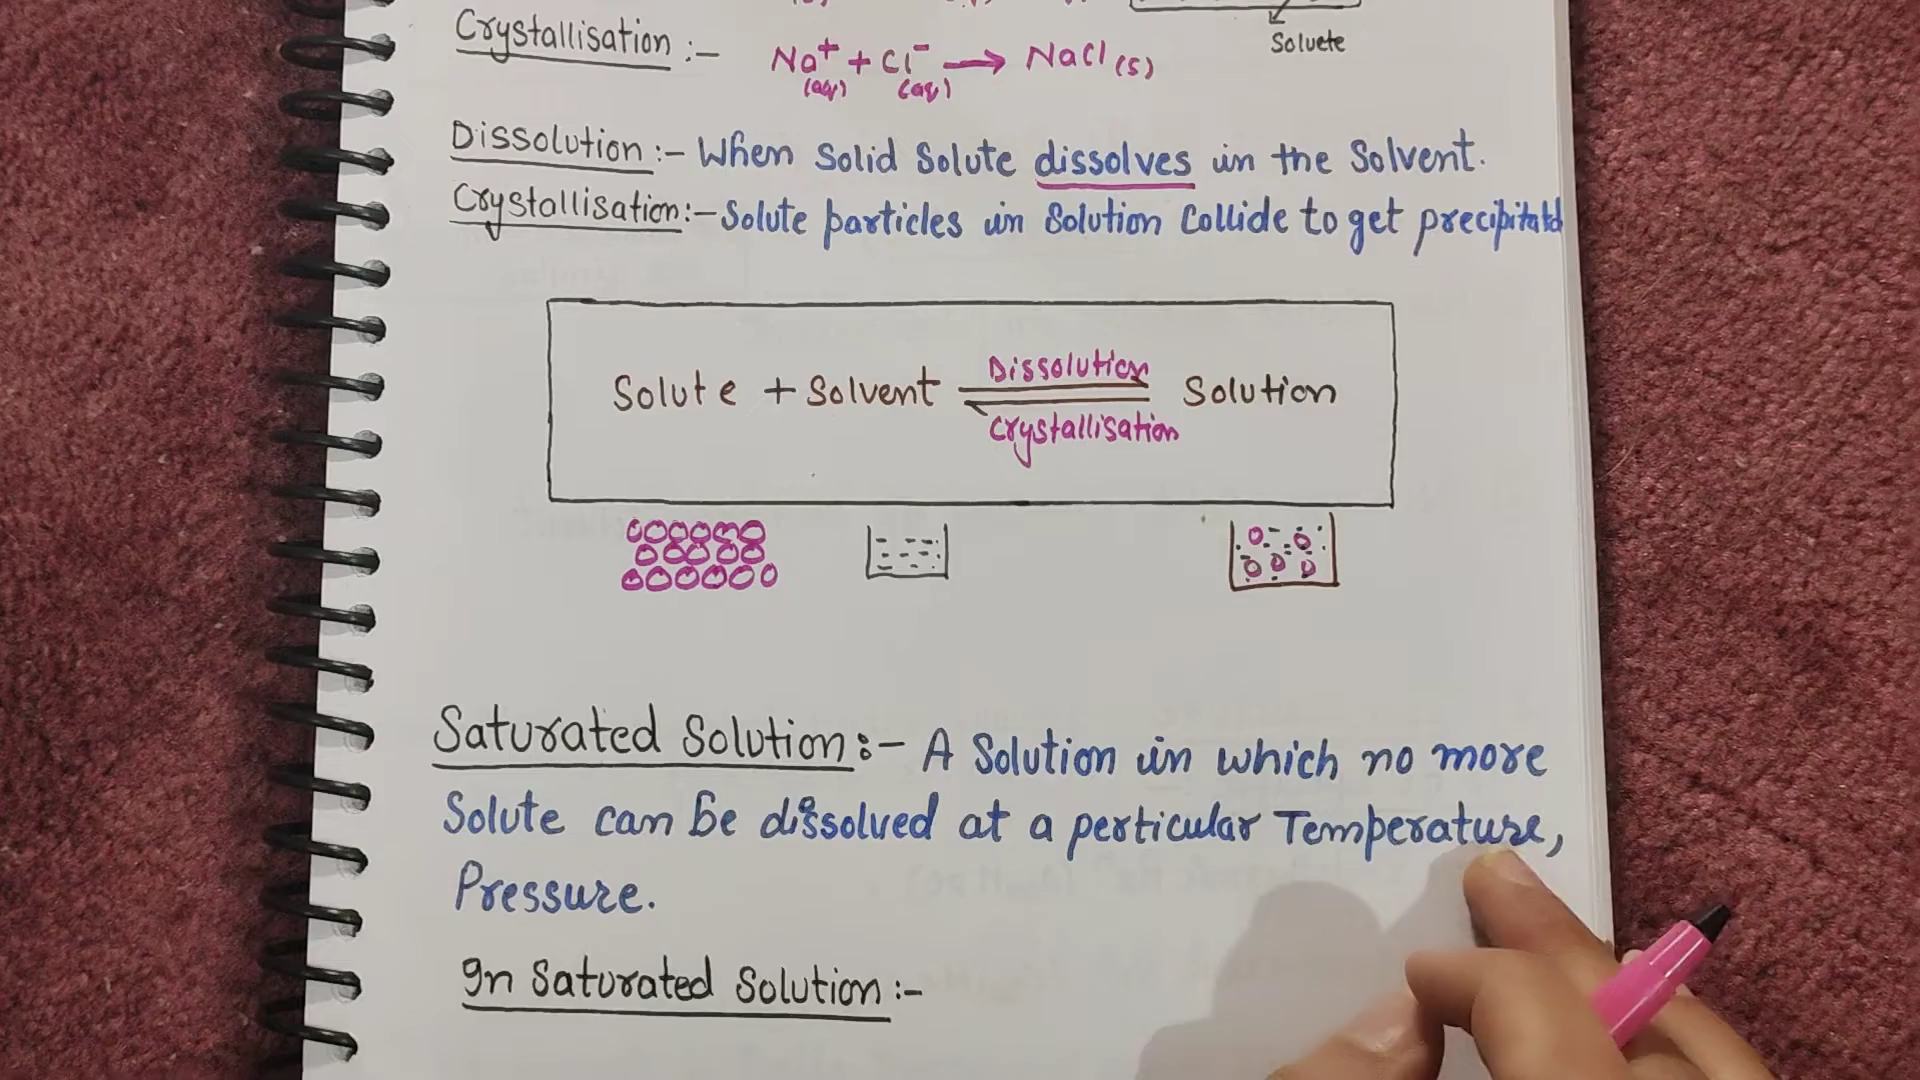 Soluete
Crystallisation :-
Na⁺ + Cl⁻ → NaCl (s)
(aq) (aq)
Dissolution :- When Solid Solute dissolves in the Solvent.
Crystallisation:- Solute particles in Solution Collide to get precipitatd
Dissolution
Solute + Solvent ⇌ Solution
Crystallisation
Saturated Solution :- A Solution in which no more
Solute can be dissolved at a perticular Temperature,
Pressure.
In Saturated Solution :-